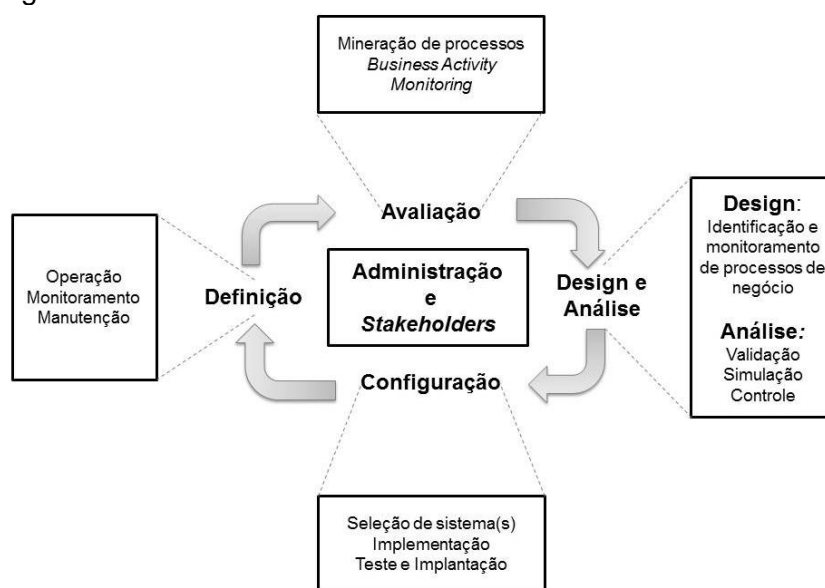 Mineração de processos
Business Activity
Monitoring
Avaliação
Operação
Monitoramento
Manutenção
Definição
Administração
e
Stakeholders
Design e
Análise
Design:
Identificação e
monitoramento
de processos de
negócio
Análise:
Validação
Simulação
Controle
Configuração
Seleção de sistema(s)
Implementação
Teste e Implantação